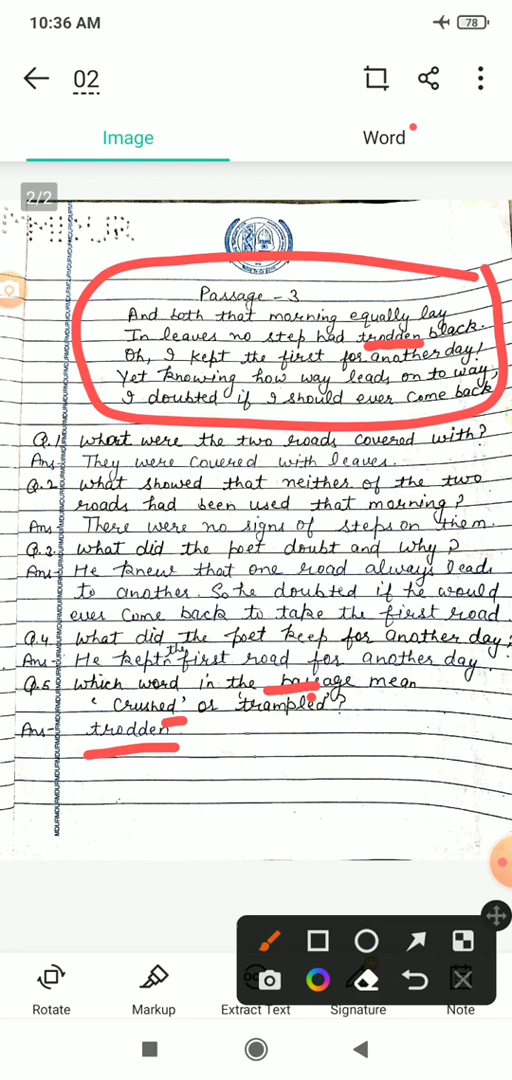 10:36 AM
78
02
Image
Word
2/2
Passage - 3
And both that morning equally lay
In leaves no step had trodden black.
Oh, I kept the first for another day!
Yet knowing how way leads on to way,
I doubted if I should ever come back
Q.1 What were the two roads covered with?
Ans- They were covered with leaves.
Q.2 What showed that neither of the two
roads had been used that morning?
Ans- There were no signs of steps on them.
Q.3 What did the poet doubt and why?
Ans- He knew that one road always leads
to another. So he doubted if he would
ever come back to take the first road.
Q.4 What did the poet keep for another day?
Ans- He kept the first road for another day.
Q.5 which word in the passage mean
'crushed' or 'trampled'?
Ans- trodden
Rotate
Markup
Extract Text
Signature
Note